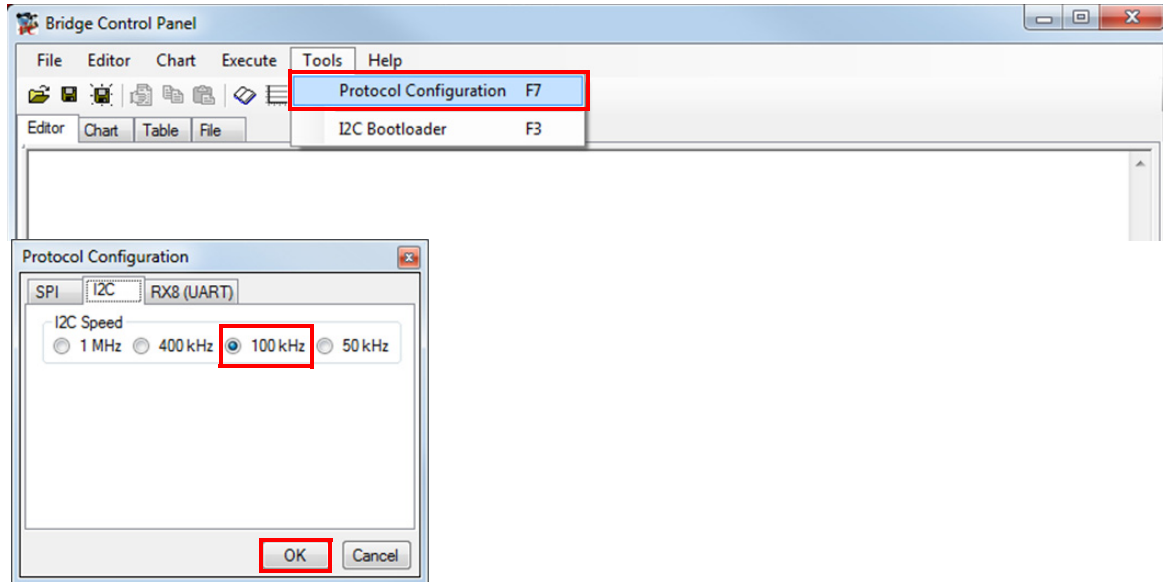 Bridge Control Panel
File Editor Chart Execute Tools Help
Protocol Configuration F7
I2C Bootloader F3
Editor Chart Table File
Protocol Configuration
SPI I2C RX8 (UART)
I2C Speed
1 MHz 400 kHz 100 kHz 50 kHz
OK Cancel